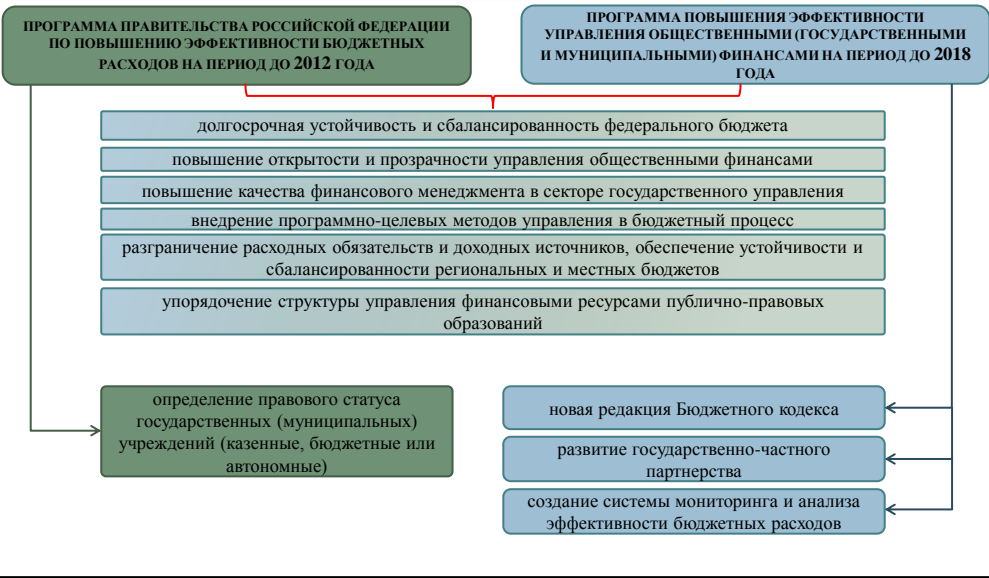 ПРОГРАММА ПРАВИТЕЛЬСТВА РОССИЙСКОЙ ФЕДЕРАЦИИ
ПО ПОВЫШЕНИЮ ЭФФЕКТИВНОСТИ БЮДЖЕТНЫХ
РАСХОДОВ НА ПЕРИОД ДО 2012 ГОДА
ПРОГРАММА ПОВЫШЕНИЯ ЭФФЕКТИВНОСТИ
УПРАВЛЕНИЯ ОБЩЕСТВЕННЫМИ (ГОСУДАРСТВЕННЫМИ
И МУНИЦИПАЛЬНЫМИ) ФИНАНСАМИ НА ПЕРИОД ДО 2018
ГОДА
долгосрочная устойчивость и сбалансированность федерального бюджета
повышение открытости и прозрачности управления общественными финансами
повышение качества финансового менеджмента в секторе государственного управления
внедрение программно-целевых методов управления в бюджетный процесс
разграничение расходных обязательств и доходных источников, обеспечение устойчивости и
сбалансированности региональных и местных бюджетов
упорядочение структуры управления финансовыми ресурсами публично-правовых
образований
определение правового статуса
государственных (муниципальных)
учреждений (казенные, бюджетные или
автономные)
новая редакция Бюджетного кодекса
развитие государственно-частного
партнерства
создание системы мониторинга и анализа
эффективности бюджетных расходов